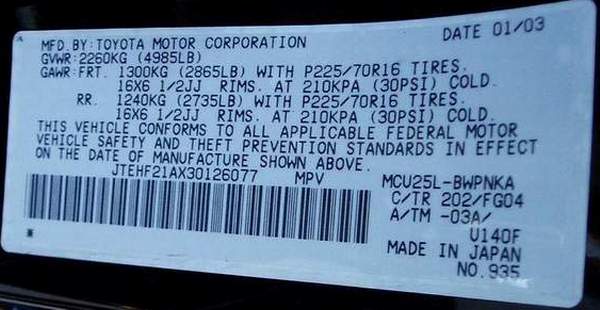 DATE 01/03
MFD.BY:TOYOTA MOTOR CORPORATION
GVWR:2260KG (4985LB)
GAWR:FRT. 1300KG (2865LB) WITH P225/70R16 TIRES.
16X6 1/2JJ RIMS. AT 210KPA (30PSI) COLD.
RR. 1240KG (2735LB) WITH P225/70R16 TIRES.
16X6 1/2JJ RIMS. AT 210KPA (30PSI) COLD.
THIS VEHICLE CONFORMS TO ALL APPLICABLE FEDERAL MOTOR
VEHICLE SAFETY AND THEFT PREVENTION STANDARDS IN EFFECT
ON THE DATE OF MANUFACTURE SHOWN ABOVE.
JTEHF21AX30126077 MPV MCU25L-BWPNKA
C/TR 202/FG04
A/TM -03A/
U140F
MADE IN JAPAN
NO.935